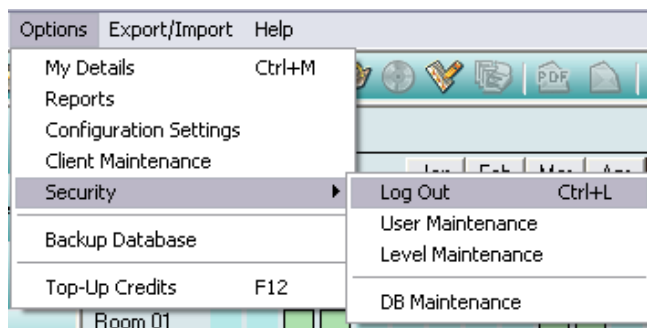 Options Export/Import Help
My Details Ctrl+M
Reports
Configuration Settings
Client Maintenance
Security
Backup Database
Top-Up Credits F12
PDF
Log Out Ctrl+L
User Maintenance
Level Maintenance
DB Maintenance
Room 01